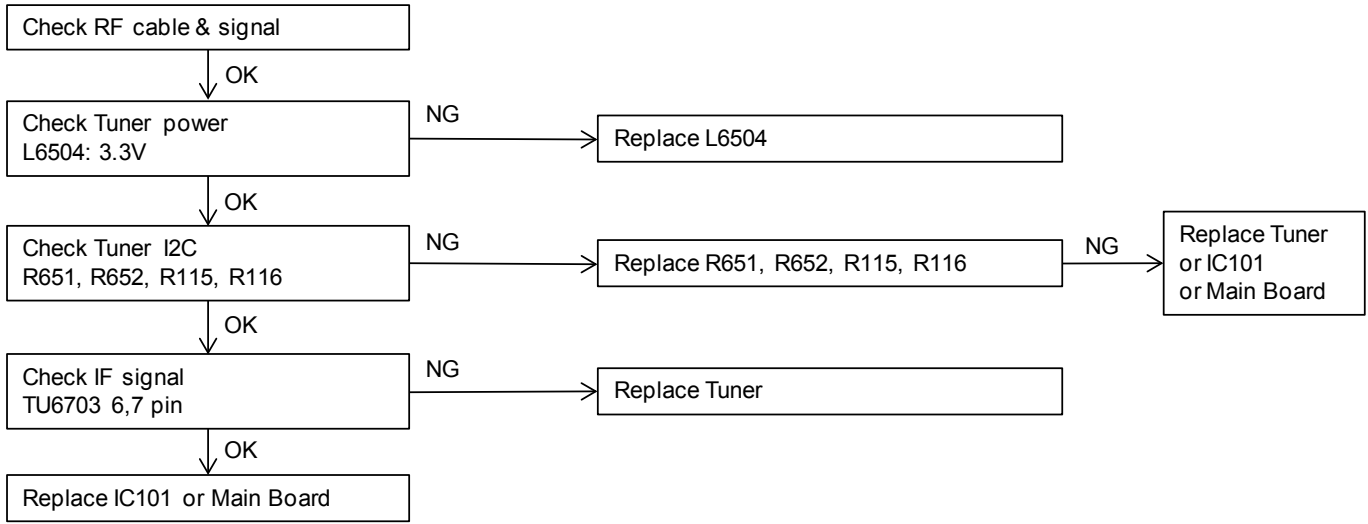 Check RF cable & signal
OK
Check Tuner power
L6504: 3.3V
NG
Replace L6504
OK
Check Tuner I2C
R651, R652, R115, R116
NG
Replace R651, R652, R115, R116
NG
Replace Tuner
or IC101
or Main Board
OK
Check IF signal
TU6703 6,7 pin
NG
Replace Tuner
OK
Replace IC101 or Main Board